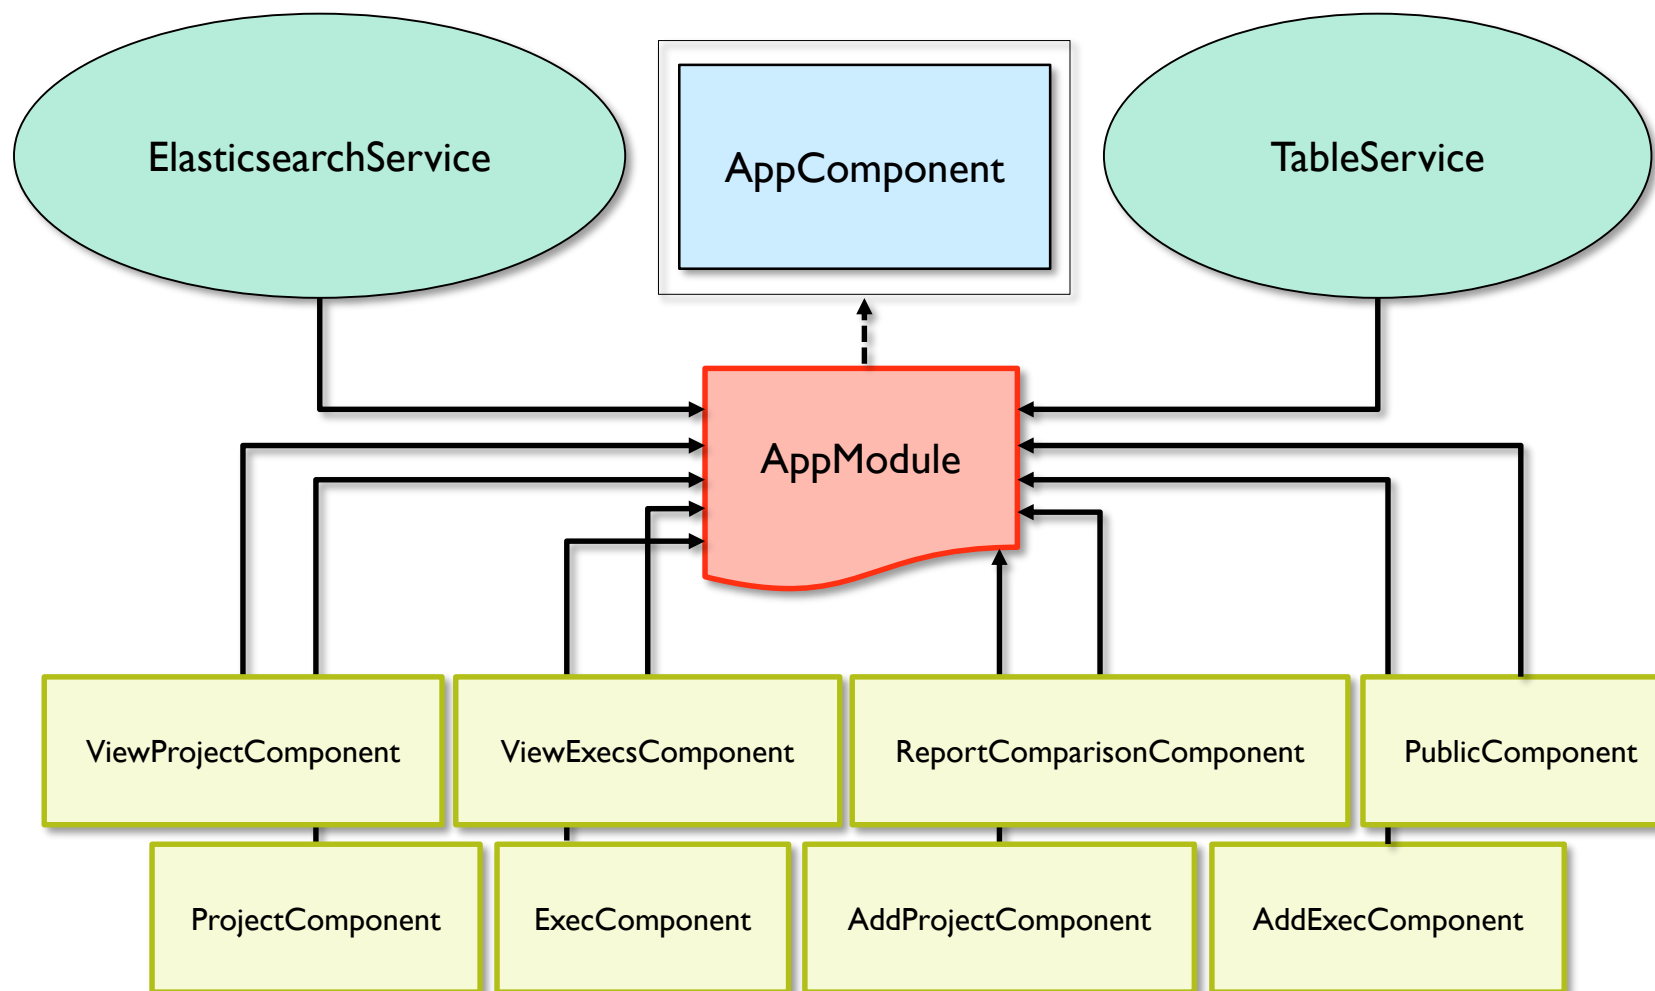 ElasticsearchService
AppComponent
TableService
AppModule
ViewProjectComponent
ViewExecsComponent
ReportComparisonComponent
PublicComponent
ProjectComponent
ExecComponent
AddProjectComponent
AddExecComponent